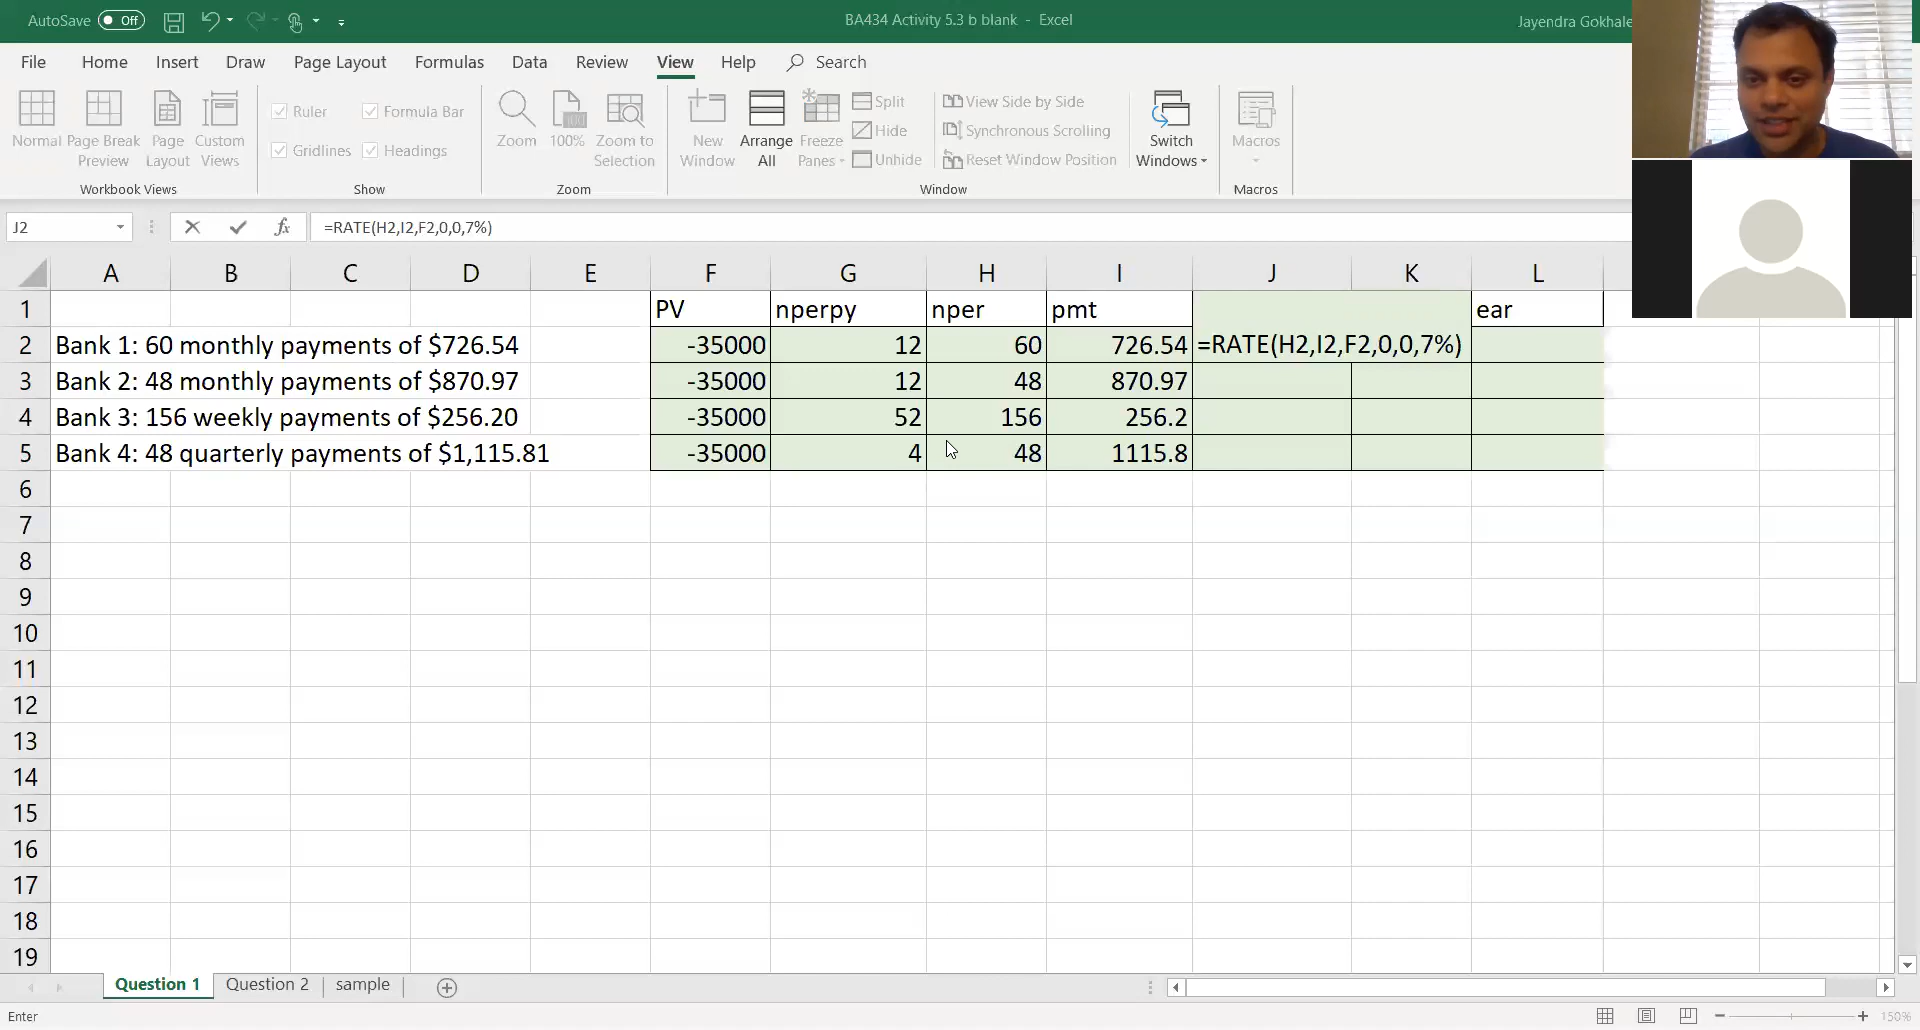 AutoSave Off BA434 Activity 5.3 b blank - Excel Jayendra Gokhale
File Home Insert Draw Page Layout Formulas Data Review View Help Search
Normal Page Break Preview Page Layout Custom Views
Workbook Views
Ruler Formula Bar
Gridlines Headings
Show
Zoom 100% Zoom to Selection
Zoom
New Window Arrange All Freeze Panes
Split
Hide
Unhide
View Side by Side
Synchronous Scrolling
Reset Window Position
Switch Windows
Window
Macros
Macros
J2 fx =RATE(H2,I2,F2,0,0,7%)
A B C D E F G H I J K L
1 PV nperpy nper pmt ear
2 Bank 1: 60 monthly payments of $726.54 -35000 12 60 726.54 =RATE(H2,I2,F2,0,0,7%)
3 Bank 2: 48 monthly payments of $870.97 -35000 12 48 870.97
4 Bank 3: 156 weekly payments of $256.20 -35000 52 156 256.2
5 Bank 4: 48 quarterly payments of $1,115.81 -35000 4 48 1115.8
6
7
8
9
10
11
12
13
14
15
16
17
18
19
Question 1 Question 2 sample
Enter 150%